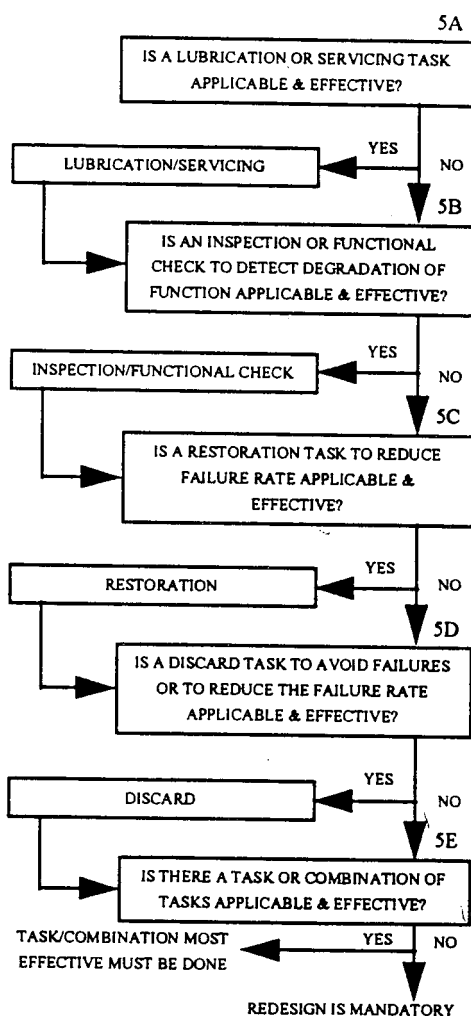 5A
IS A LUBRICATION OR SERVICING TASK
APPLICABLE & EFFECTIVE?
YES
NO
LUBRICATION/SERVICING
5B
IS AN INSPECTION OR FUNCTIONAL
CHECK TO DETECT DEGRADATION OF
FUNCTION APPLICABLE & EFFECTIVE?
YES
NO
INSPECTION/FUNCTIONAL CHECK
5C
IS A RESTORATION TASK TO REDUCE
FAILURE RATE APPLICABLE &
EFFECTIVE?
YES
NO
RESTORATION
5D
IS A DISCARD TASK TO AVOID FAILURES
OR TO REDUCE THE FAILURE RATE
APPLICABLE & EFFECTIVE?
YES
NO
DISCARD
5E
IS THERE A TASK OR COMBINATION OF
TASKS APPLICABLE & EFFECTIVE?
YES
NO
TASK/COMBINATION MOST
EFFECTIVE MUST BE DONE
REDESIGN IS MANDATORY